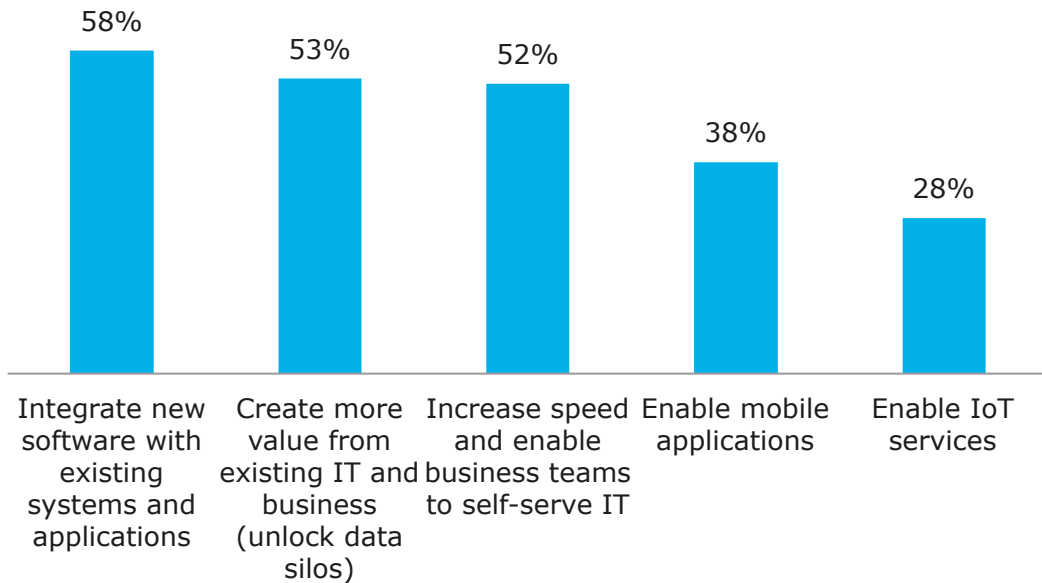 58%
53%
52%
38%
28%
Integrate new
software with
existing
systems and
applications
Create more
value from
existing IT and
business
(unlock data
silos)
Increase speed
and enable
business teams
to self-serve IT
Enable mobile
applications
Enable IoT
services